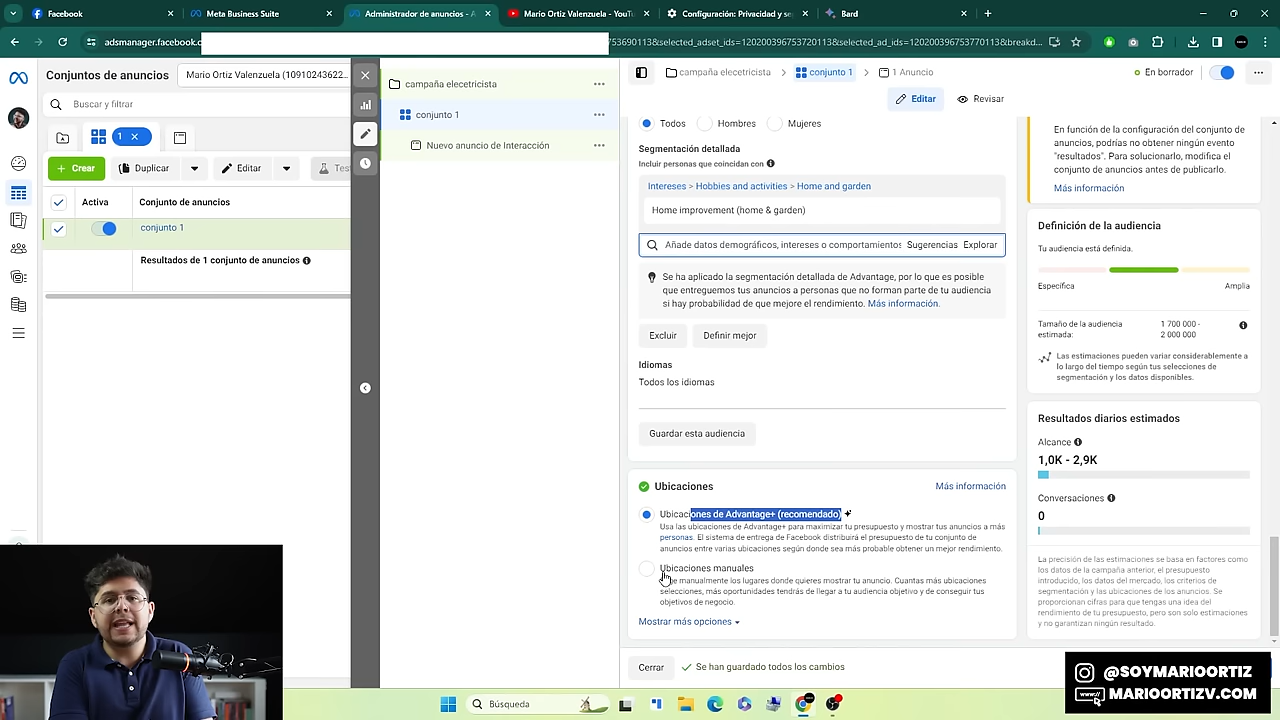 Facebook
Meta Business Suite
Administrador de anuncios - A
Mario Ortiz Valenzuela - YouTu
Configuración: Privacidad y se
Bard
adsmanager.facebook.c
753690113&selected_adset_ids=120200396753720113&selected_ad_ids=120200396753770113&breakd...
Conjuntos de anuncios
Mario Ortiz Valenzuela (10910243622...
Buscar y filtrar
1
Crear
Duplicar
Editar
Tes
Activa
Conjunto de anuncios
conjunto 1
Resultados de 1 conjunto de anuncios
campaña elecetricista
conjunto 1
Nuevo anuncio de Interacción
campaña elecetricista
conjunto 1
1 Anuncio
En borrador
Editar
Revisar
Todos
Hombres
Mujeres
Segmentación detallada
Incluir personas que coincidan con
Intereses > Hobbies and activities > Home and garden
Home improvement (home & garden)
Añade datos demográficos, intereses o comportamientos
Sugerencias
Explorar
Se ha aplicado la segmentación detallada de Advantage, por lo que es posible
que entreguemos tus anuncios a personas que no forman parte de tu audiencia
si hay probabilidad de que mejore el rendimiento. Más información.
Excluir
Definir mejor
Idiomas
Todos los idiomas
Guardar esta audiencia
Ubicaciones
Más información
Ubicaciones de Advantage+ (recomendado)
Usa las ubicaciones de Advantage+ para maximizar tu presupuesto y mostrar tus anuncios a más
personas. El sistema de entrega de Facebook distribuirá el presupuesto de tu conjunto de
anuncios entre varias ubicaciones según donde sea más probable obtener un mejor rendimiento.
Ubicaciones manuales
manualmente los lugares donde quieres mostrar tu anuncio. Cuantas más ubicaciones
selecciones, más oportunidades tendrás de llegar a tu audiencia objetivo y de conseguir tus
objetivos de negocio.
Mostrar más opciones
Cerrar
Se han guardado todos los cambios
En función de la configuración del conjunto de
anuncios, podrías no obtener ningún evento
"resultados". Para solucionarlo, modifica el
conjunto de anuncios antes de publicarlo.
Más información
Definición de la audiencia
Tu audiencia está definida.
Específica
Amplia
Tamaño de la audiencia
estimada:
1 700 000 -
2 000 000
Las estimaciones pueden variar considerablemente a
lo largo del tiempo según tus selecciones de
segmentación y los datos disponibles.
Resultados diarios estimados
Alcance
1,0K - 2,9K
Conversaciones
0
La precisión de las estimaciones se basa en factores como
los datos de la campaña anterior, el presupuesto
introducido, los datos del mercado, los criterios de
segmentación y las ubicaciones de los anuncios. Se
proporcionan cifras para que tengas una idea del
rendimiento de tu presupuesto, pero son solo estimaciones
y no garantizan ningún resultado.
@SOYMARIOORTIZ
MARIOORTIZV.COM
Búsqueda